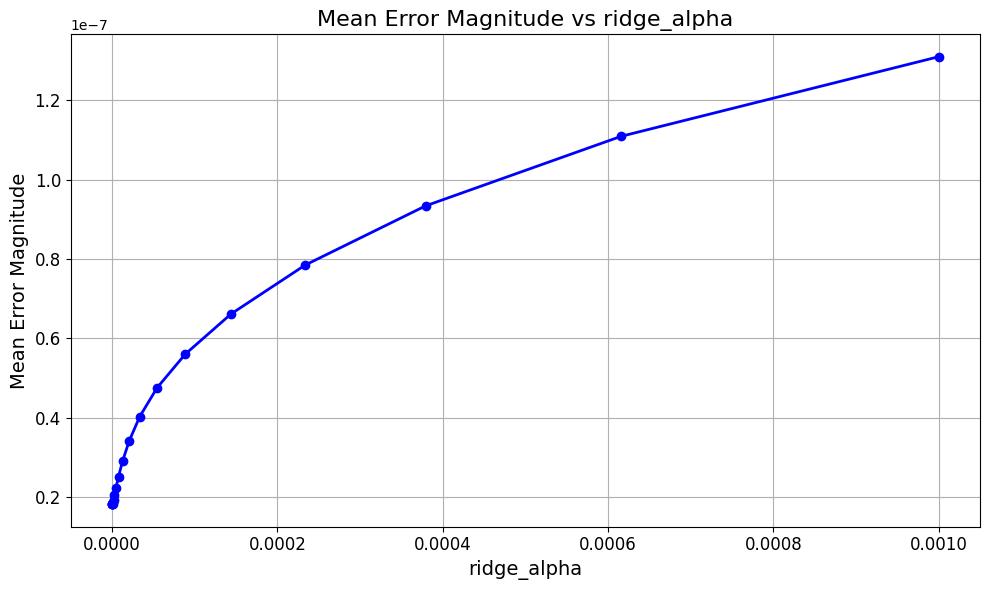 Mean Error Magnitude vs ridge_alpha
1e−7
Mean Error Magnitude
1.2
1.0
0.8
0.6
0.4
0.2
0.0000 0.0002 0.0004 0.0006 0.0008 0.0010
ridge_alpha